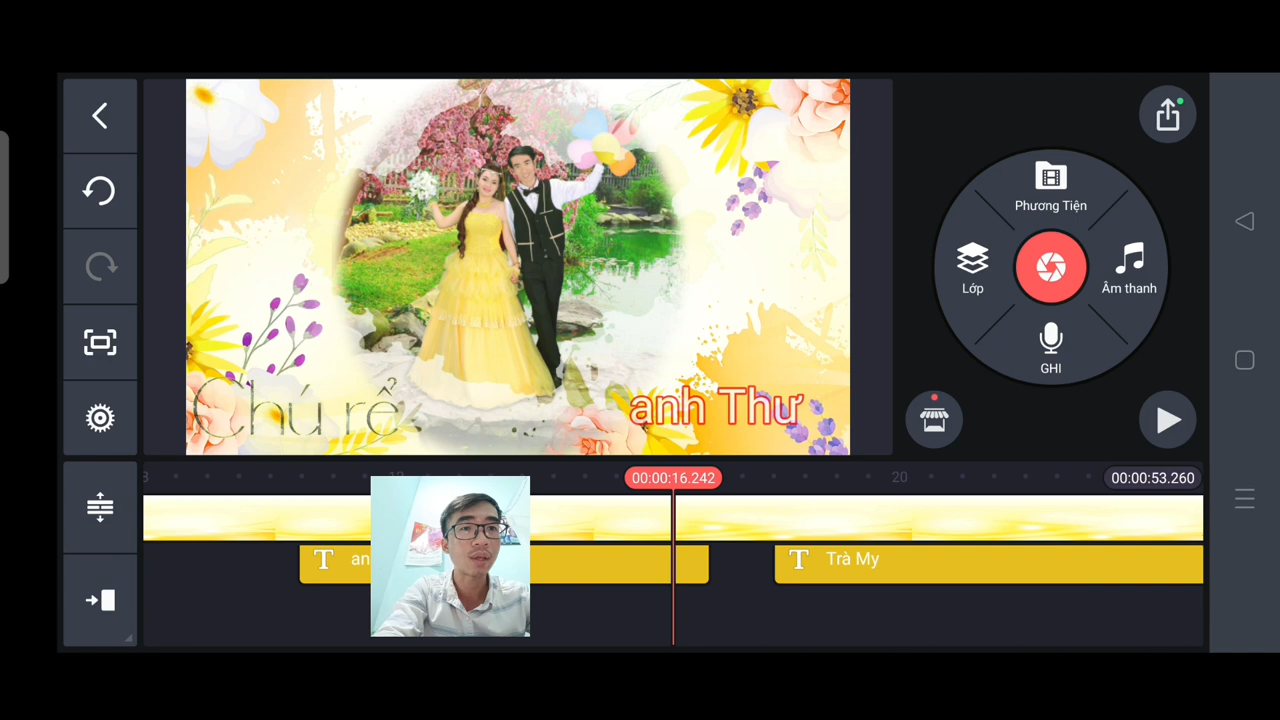 Phương Tiện
Lớp
Âm thanh
GHI
Chú rể
anh Thư
00:00:16.242
20
00:00:53.260
T an
T Trà My